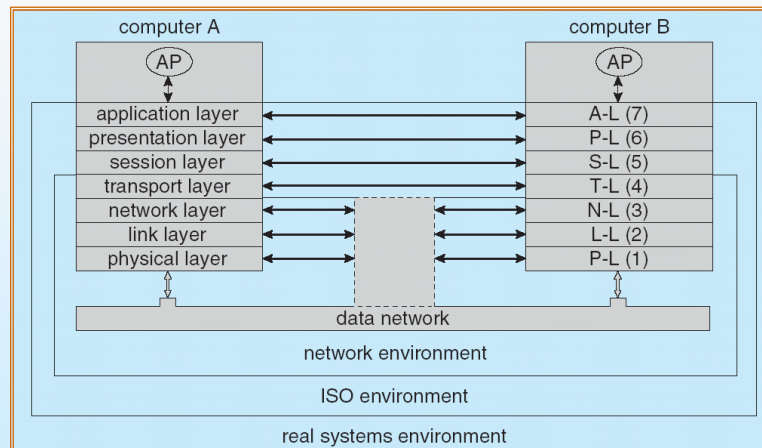 computer A computer B
AP AP
application layer A-L (7)
presentation layer P-L (6)
session layer S-L (5)
transport layer T-L (4)
network layer N-L (3)
link layer L-L (2)
physical layer P-L (1)
data network
network environment
ISO environment
real systems environment